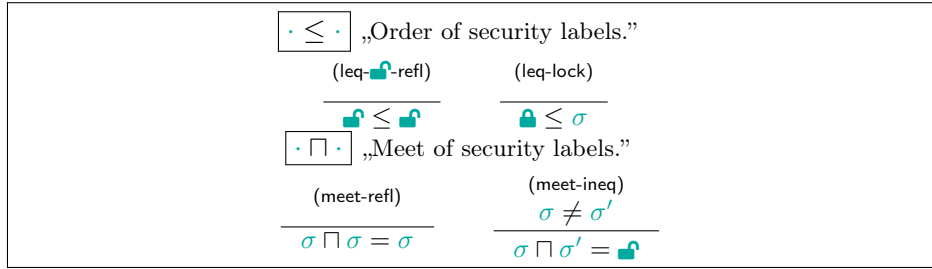 · ≤ · „Order of security labels.”
(leq-🔓-refl) (leq-lock)
🔓 ≤ 🔓 🔒 ≤ σ
· ⊓ · „Meet of security labels.”
(meet-refl) (meet-ineq)
σ ≠ σ′
σ ⊓ σ = σ σ ⊓ σ′ = 🔓